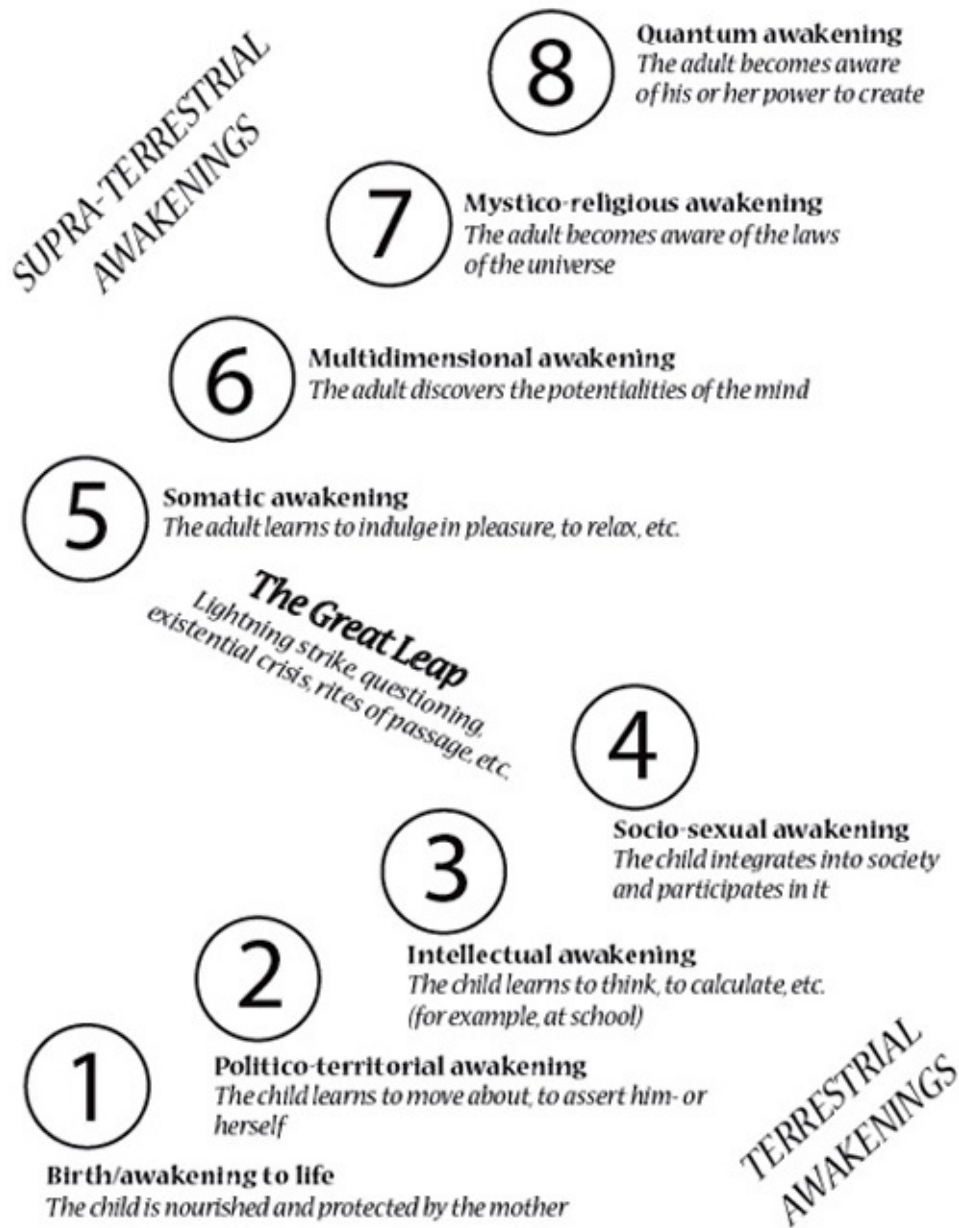 SUPRA-TERRESTRIAL
AWAKENINGS
8
Quantum awakening
The adult becomes aware
of his or her power to create
7
Mystico-religious awakening
The adult becomes aware of the laws
of the universe
6
Multidimensional awakening
The adult discovers the potentialities of the mind
5
Somatic awakening
The adult learns to indulge in pleasure, to relax, etc.
The Great Leap
Lightning strike, questioning,
existential crisis, rites of passage, etc.
4
Socio-sexual awakening
The child integrates into society
and participates in it
3
Intellectual awakening
The child learns to think, to calculate, etc.
(for example, at school)
2
Politico-territorial awakening
The child learns to move about, to assert him- or
herself
1
Birth/awakening to life
The child is nourished and protected by the mother
TERRESTRIAL
AWAKENINGS